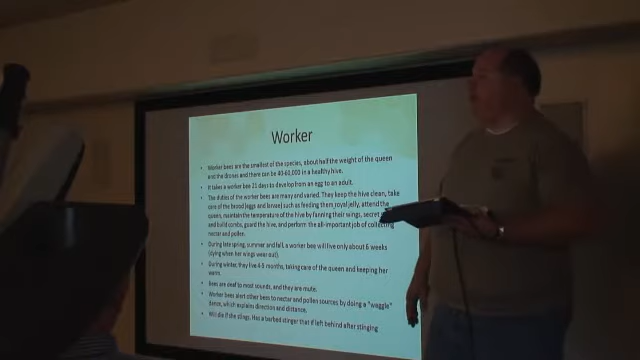 Worker
• Worker bees are the smallest of the species, about half the weight of the queen
and the drones and there can be 40-60,000 in a healthy hive.
• It takes a worker bee 21 days to develop from an egg to an adult.
• The duties of the worker bees are many and varied. They keep the hive clean, take
care of the brood (eggs and larvae) such as feeding them royal jelly, attend the
queen, maintain the temperature of the hive by fanning their wings, secret
and build combs, guard the hive, and perform the all-important job of collecting
nectar and pollen.
• During late spring, summer and fall, a worker bee will live only about 6 weeks
(dying when her wings wear out).
• During winter, they live 4-6 months, taking care of the queen and keeping her
warm.
• Bees are deaf to most sounds, and they are mute.
• Worker bees alert other bees to nectar and pollen sources by doing a "waggle"
dance, which explains direction and distance.
• Will die if she stings. Has a barbed stinger that if left behind after stinging